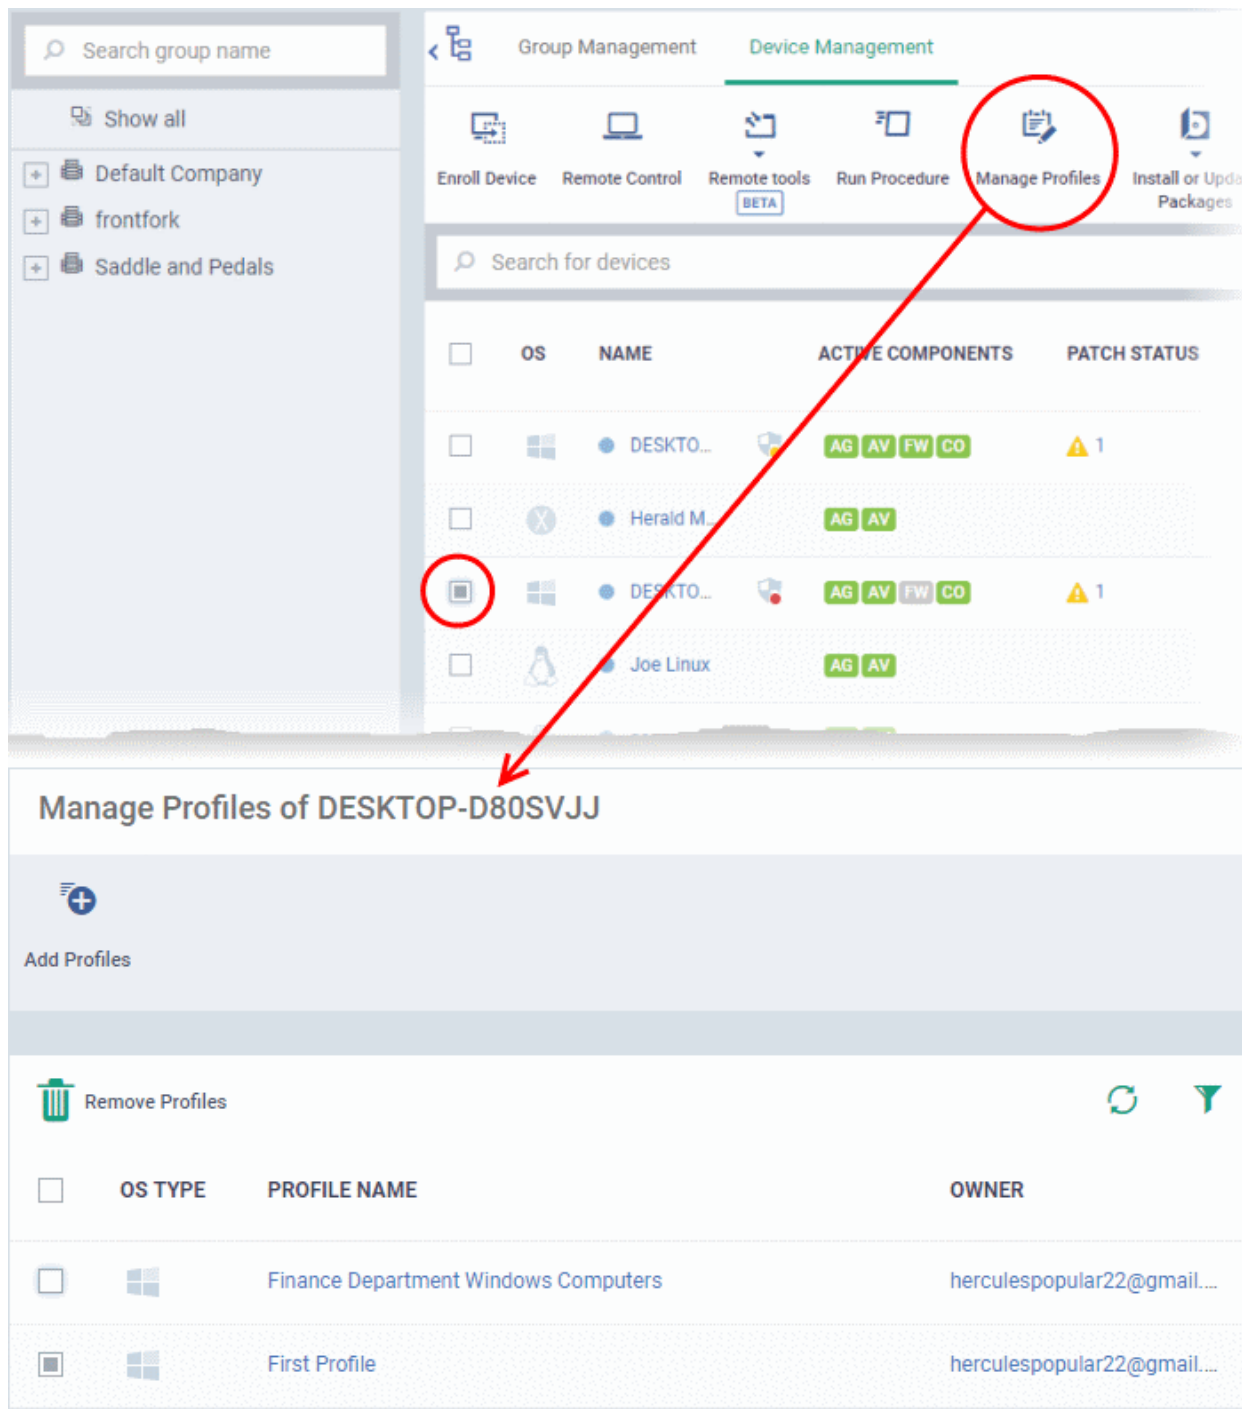 Search group name
Group Management Device Management
Show all
Default Company
frontfork
Saddle and Pedals
Enroll Device Remote Control Remote tools Run Procedure Manage Profiles Install or
BETA Packages
Search for devices
OS NAME ACTIVE COMPONENTS PATCH STATUS
DESKTO... AG AV FW CO 1
Herald M... AG AV
DESKTO... AG AV FW CO 1
Joe Linux AG AV
Manage Profiles of DESKTOP-D80SVJJ
Add Profiles
Remove Profiles
OS TYPE PROFILE NAME OWNER
Finance Department Windows Computers herculespopular22@gmail....
First Profile herculespopular22@gmail....